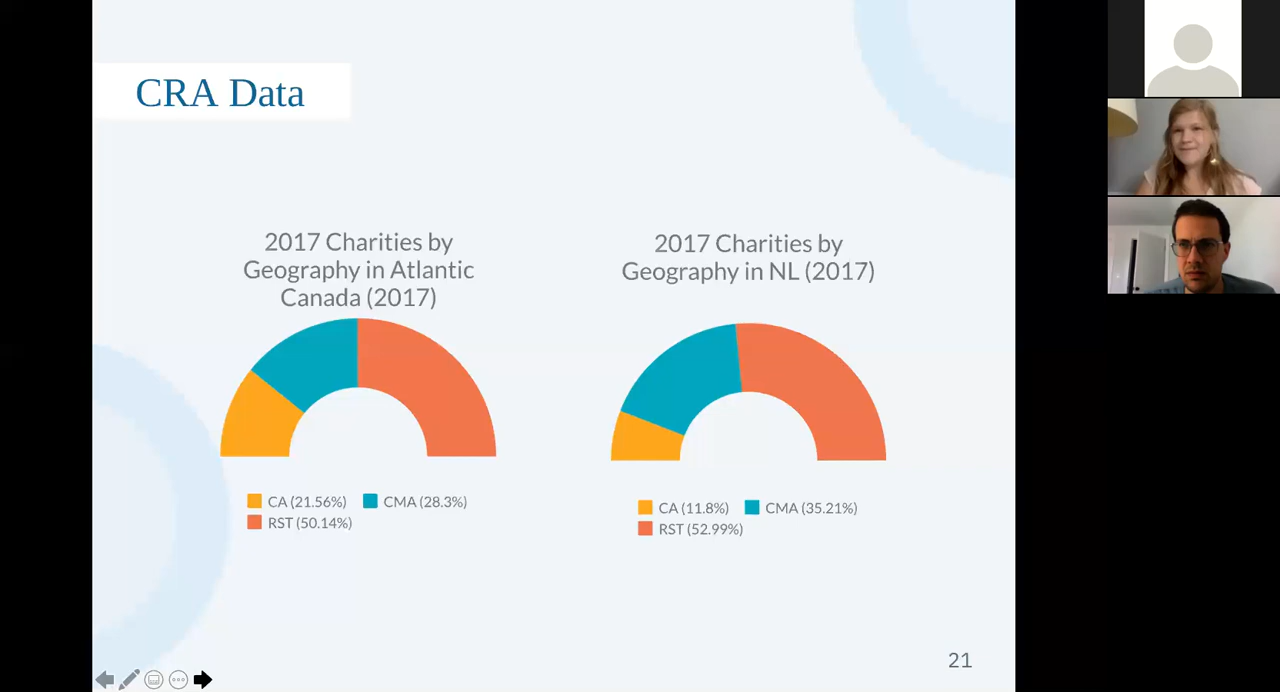 CRA Data
2017 Charities by
Geography in Atlantic
Canada (2017)
CA (21.56%) CMA (28.3%)
RST (50.14%)
2017 Charities by
Geography in NL (2017)
CA (11.8%) CMA (35.21%)
RST (52.99%)
21